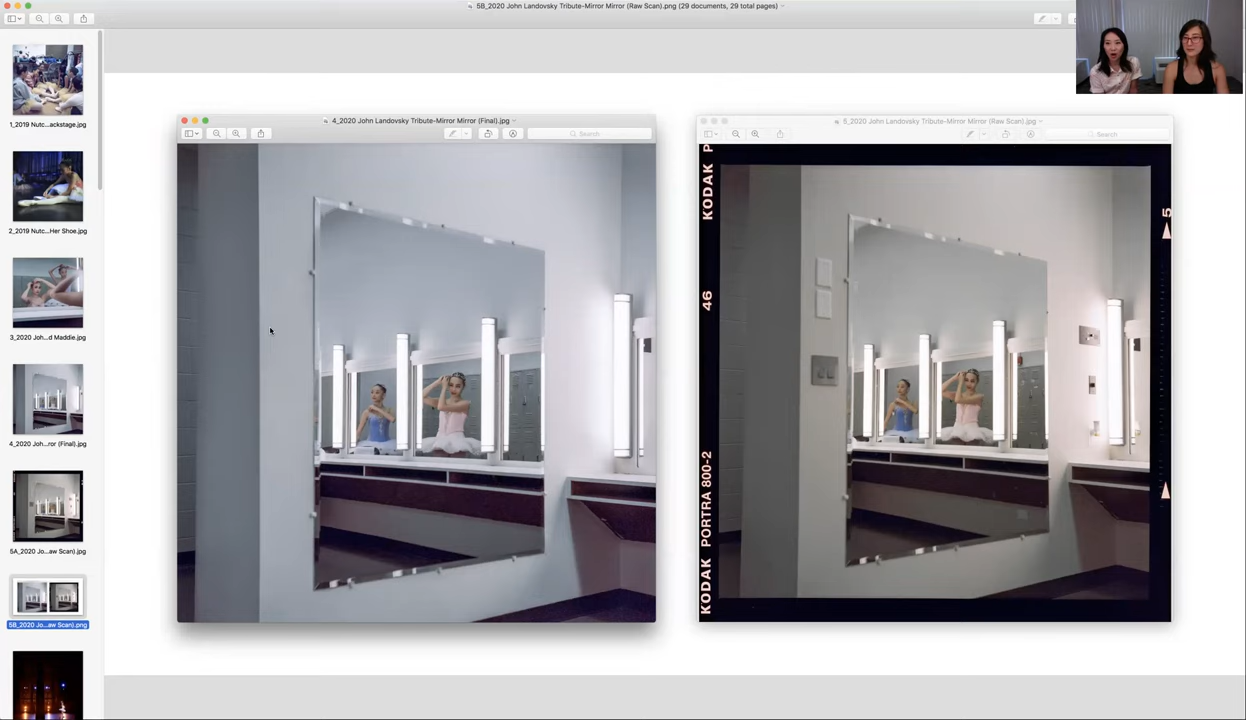 5B_2020 John Landovsky Tribute-Mirror Mirror (Raw Scan).png (29 documents, 29 total pages)
1_2019 Nutc...ackstage.jpg
2_2019 Nutc...Her Shoe.jpg
3_2020 Joh...d Maddie.jpg
4_2020 Joh...ror (Final).jpg
5A_2020 Jo...aw Scan).jpg
5B_2020 Jo...aw Scan).png
4_2020 John Landovsky Tribute-Mirror Mirror (Final).jpg
Search
5_2020 John Landovsky Tribute-Mirror Mirror (Raw Scan).jpg
Search
KODAK P
46
KODAK PORTRA 800-2
5